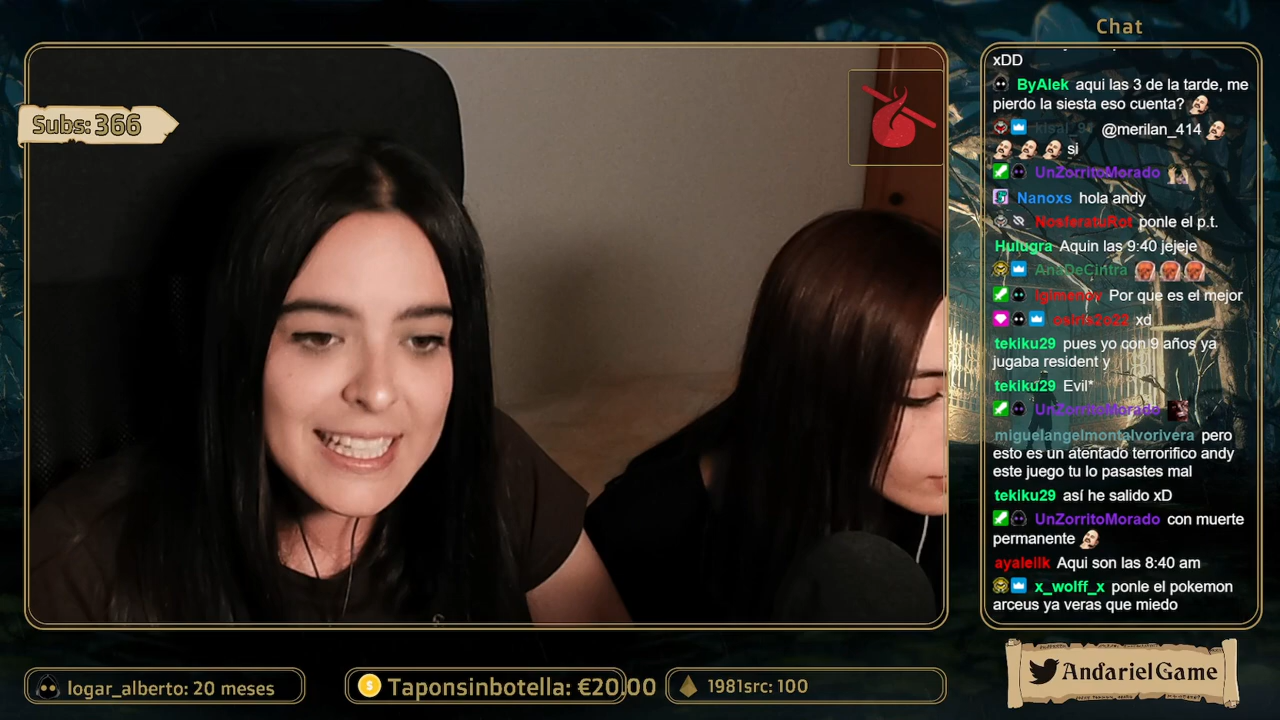 Chat
Subs: 366
xDD
ByAlek aqui las 3 de la tarde, me
pierdo la siesta eso cuenta?
@merilan_414
si
UnZorritoMorado
Nanoxs hola andy
NosferatuRot ponle el p.t.
Hulugra Aquin las 9:40 jejeje
AnaDeCintra
Igimenov Por que es el mejor
osiris2o22 xd
tekiku29 pues yo con 9 años ya
jugaba resident y
tekiku29 Evil*
UnZorritoMorado
miguelangelmontalvorivera pero
esto es un atentado terrorifico andy
este juego tu lo pasastes mal
tekiku29 así he salido xD
UnZorritoMorado con muerte
permanente
ayalellk Aqui son las 8:40 am
x_wolff_x ponle el pokemon
arceus ya veras que miedo
logar_alberto: 20 meses
Taponsinbotella: €20.00
1981src: 100
AndarielGame